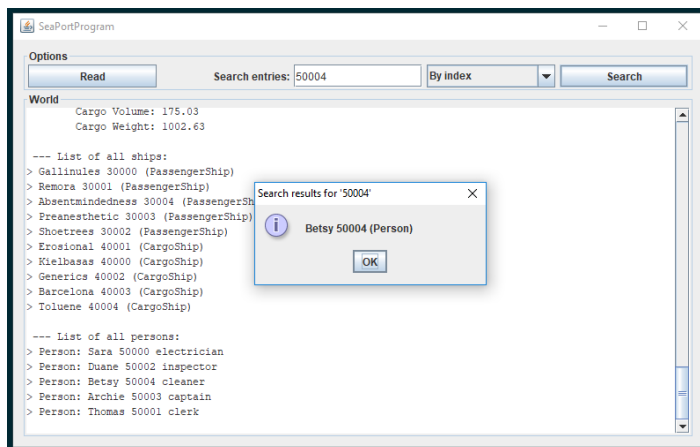 SeaPortProgram
Options
Read
Search entries: 50004
By index
Search
World
Cargo Volume: 175.03
Cargo Weight: 1002.63
--- List of all ships:
> Gallinules 30000 (PassengerShip)
> Remora 30001 (PassengerShip)
> Absentmindedness 30004 (PassengerSh
> Preanesthetic 30003 (PassengerShip)
> Shoetrees 30002 (PassengerShip)
> Erosional 40001 (CargoShip)
> Kielbasas 40000 (CargoShip)
> Generics 40002 (CargoShip)
> Barcelona 40003 (CargoShip)
> Toluene 40004 (CargoShip)
--- List of all persons:
> Person: Sara 50000 electrician
> Person: Duane 50002 inspector
> Person: Betsy 50004 cleaner
> Person: Archie 50003 captain
> Person: Thomas 50001 clerk
Search results for '50004'
Betsy 50004 (Person)
OK